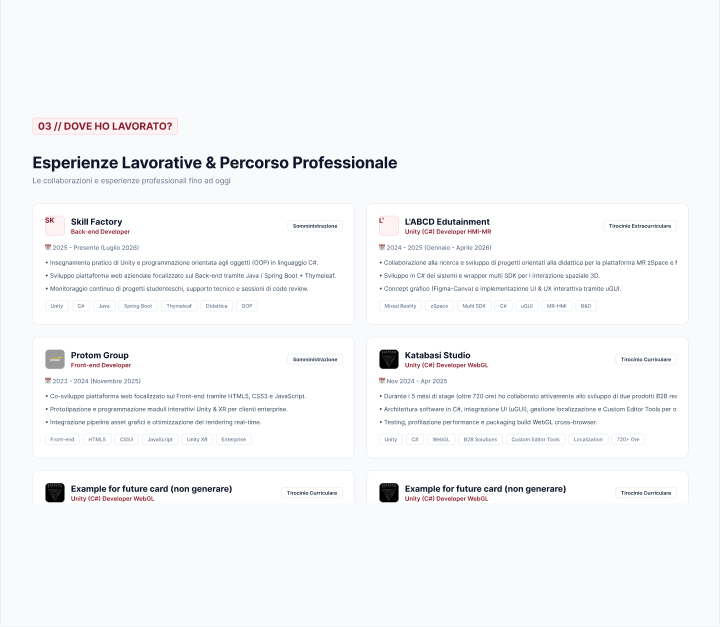 03 // DOVE HO LAVORATO?
Esperienze Lavorative & Percorso Professionale
Le collaborazioni e esperienze professionali fino ad oggi
SK
Skill Factory
Back-end Developer
Somministrazione
2025 - Presente (Luglio 2026)
• Insegnamento pratico di Unity e programmazione orientata agli oggetti (OOP) in linguaggio C#.
• Sviluppo piattaforma web aziendale focalizzato sul Back-end tramite Java / Spring Boot + Thymeleaf.
• Monitoraggio continuo di progetti studenteschi, supporto tecnico e sessioni di code review.
Unity C# Java Spring Boot Thymeleaf Didattica OOP
L'
L'ABCD Edutainment
Unity (C#) Developer HMI-MR
Tirocinio Extracurriculare
2024 - 2025 (Gennaio - Aprile 2026)
• Collaborazione alla ricerca e sviluppo di progetti orientati alla didattica per la piattaforma MR zSpace e
• Sviluppo in C# dei sistemi e wrapper multi SDK per l interazione spaziale 3D.
• Concept grafico (Figma-Canva) e implementazione UI & UX interattiva tramite uGUI.
Mixed Reality zSpace Multi SDK C# uGUI MR-HMI R&D
Protom Group
Front-end Developer
Somministrazione
2023 - 2024 (Novembre 2025)
• Co-sviluppo piattaforma web focalizzato sul Front-end tramite HTML5, CSS3 e JavaScript.
• Prototipazione e programmazione moduli interattivi Unity & XR per clienti enterprise.
• Integrazione pipeline asset grafici e ottimizzazione del rendering real-time.
Front-end HTML5 CSS3 JavaScript Unity XR Enterprise
Katabasi Studio
Unity (C#) Developer WebGL
Tirocinio Curriculare
Nov 2024 - Apr 2025
• Durante i 5 mesi di stage (oltre 720 ore) ho collaborato attivamente allo sviluppo di due prodotti B2B
• Architettura software in C#, integrazione UI (uGUI), gestione localizzazione e Custom Editor Tools per
• Testing, profilazione performance e packaging build WebGL cross-browser.
Unity C# WebGL B2B Solutions Custom Editor Tools Localization 720+ Ore
Example for future card (non generare)
Unity (C#) Developer WebGL
Tirocinio Curriculare
Example for future card (non generare)
Unity (C#) Developer WebGL
Tirocinio Curriculare